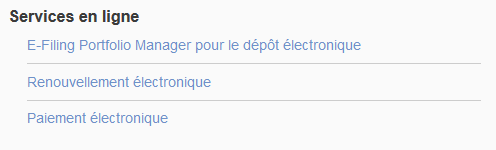 Services en ligne
E-Filing Portfolio Manager pour le dépôt électronique
Renouvellement électronique
Paiement électronique